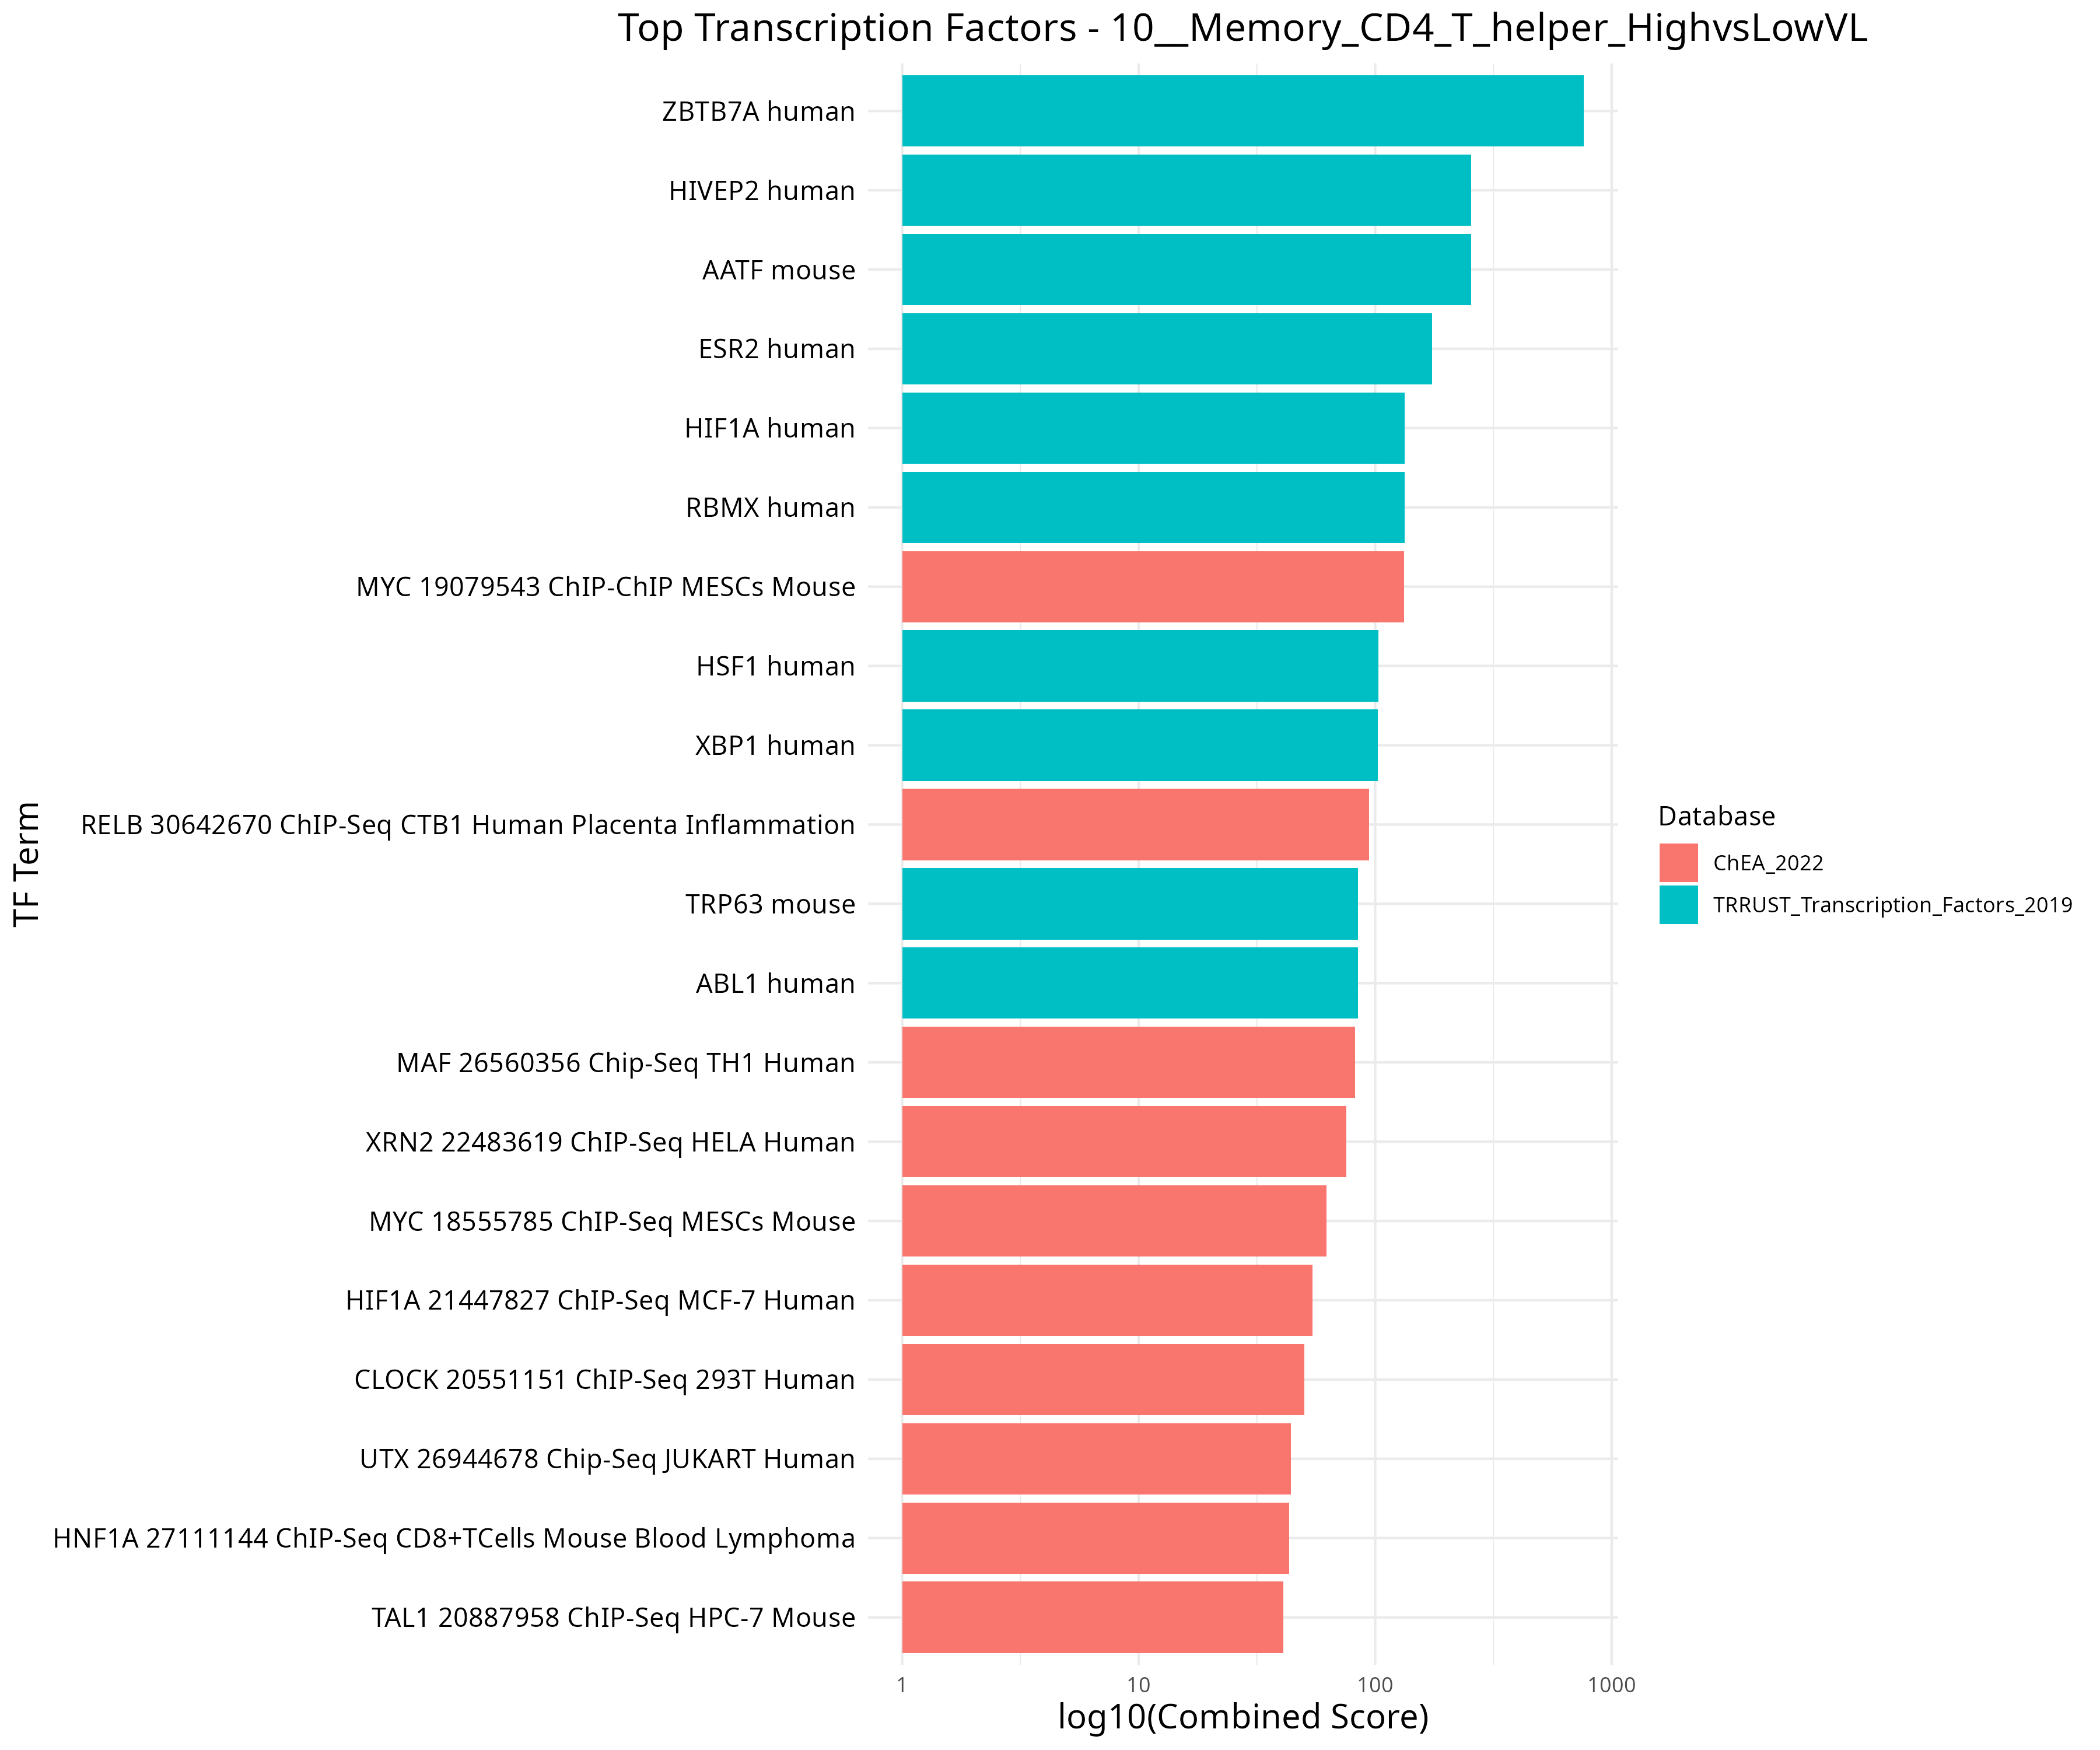 Top Transcription Factors - 10__Memory_CD4_T_helper_HighvsLowVL
ZBTB7A human
HIVEP2 human
AATF mouse
ESR2 human
HIF1A human
RBMX human
MYC 19079543 ChIP-ChIP MESCs Mouse
HSF1 human
XBP1 human
RELB 30642670 ChIP-Seq CTB1 Human Placenta Inflammation
TRP63 mouse
ABL1 human
MAF 26560356 Chip-Seq TH1 Human
XRN2 22483619 ChIP-Seq HELA Human
MYC 18555785 ChIP-Seq MESCs Mouse
HIF1A 21447827 ChIP-Seq MCF-7 Human
CLOCK 20551151 ChIP-Seq 293T Human
UTX 26944678 Chip-Seq JUKART Human
HNF1A 27111144 ChIP-Seq CD8+TCells Mouse Blood Lymphoma
TAL1 20887958 ChIP-Seq HPC-7 Mouse
TF Term
1 10 100 1000
log10(Combined Score)
Database
ChEA_2022
TRRUST_Transcription_Factors_2019